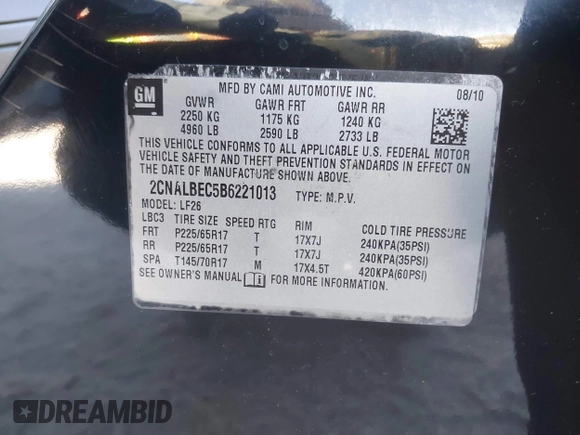 MFD BY CAMI AUTOMOTIVE INC.
08/10
GM
GVWR GAWR FRT GAWR RR
2250 KG 1175 KG 1240 KG
4960 LB 2590 LB 2733 LB
THIS VEHICLE CONFORMS TO ALL APPLICABLE U.S. FEDERAL MOTOR
VEHICLE SAFETY AND THEFT PREVENTION STANDARDS IN EFFECT ON
THE DATE OF MANUFACTURE SHOWN ABOVE.
2CNALBEC5B6221013 TYPE: M.P.V.
MODEL: LF26
LBC3 TIRE SIZE SPEED RTG RIM COLD TIRE PRESSURE
FRT P225/65R17 T 17X7J 240KPA(35PSI)
RR P225/65R17 T 17X7J 240KPA(35PSI)
SPA T145/70R17 M 17X4.5T 420KPA(60PSI)
SEE OWNER'S MANUAL FOR MORE INFORMATION.
DREAMBID